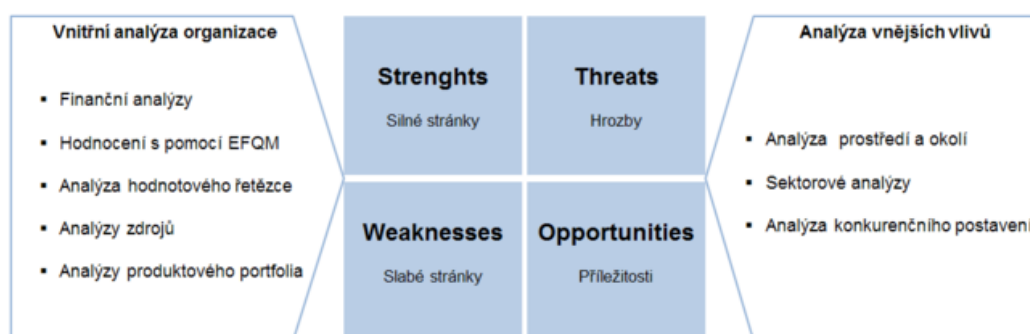 Vnitřní analýza organizace
▪ Finanční analýzy
▪ Hodnocení s pomocí EFQM
▪ Analýza hodnotového řetězce
▪ Analýzy zdrojů
▪ Analýzy produktového portfolia
Strenghts
Silné stránky
Threats
Hrozby
Weaknesses
Slabé stránky
Opportunities
Příležitosti
Analýza vnějších vlivů
▪ Analýza prostředí a okolí
▪ Sektorové analýzy
▪ Analýza konkurenčního postavení